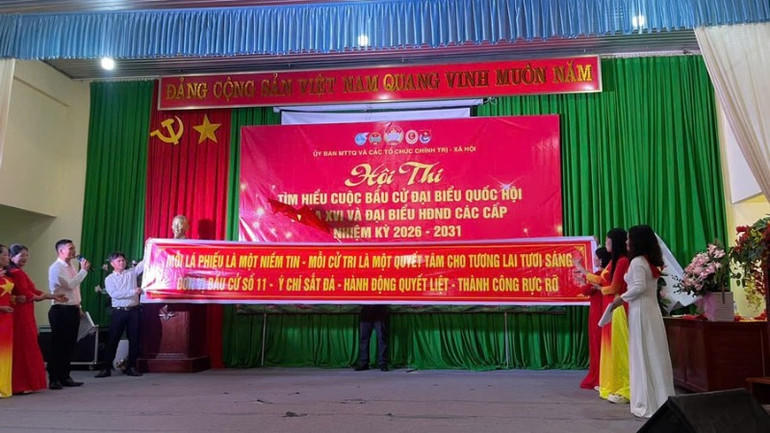 ĐẢNG CỘNG SẢN VIỆT NAM QUANG VINH MUÔN NĂM
ỦY BAN MTTQ VÀ CÁC TỔ CHỨC CHÍNH TRỊ - XÃ HỘI
Hội Thi
TÌM HIỂU CUỘC BẦU CỬ ĐẠI BIỂU QUỐC HỘI
XVI VÀ ĐẠI BIỂU HĐND CÁC CẤP
NHIỆM KỲ 2026 - 2031
MỖI LÁ PHIẾU LÀ MỘT NIỀM TIN - MỖI CỬ TRI LÀ MỘT QUYẾT TÂM CHO TƯƠNG LAI TƯƠI SÁNG
ĐƠN VỊ BẦU CỬ SỐ 11 - Ý CHÍ SẮT ĐÁ - HÀNH ĐỘNG QUYẾT LIỆT - THÀNH CÔNG RỰC RỠ